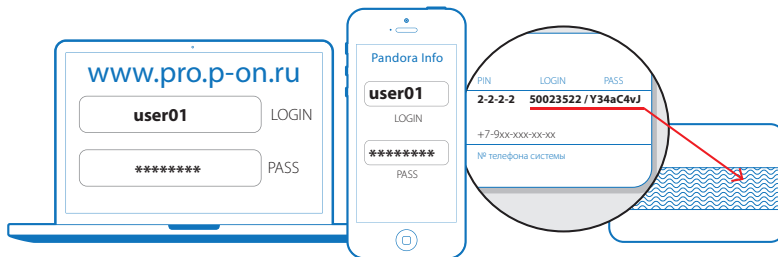 www.pro.p-on.ru
user01
LOGIN
********
PASS
Pandora Info
user01
LOGIN
********
PASS
PIN LOGIN PASS
2-2-2-2 50023522 / Y34aC4vJ
+7-9xx-xxx-xx-xx
№ телефона системы